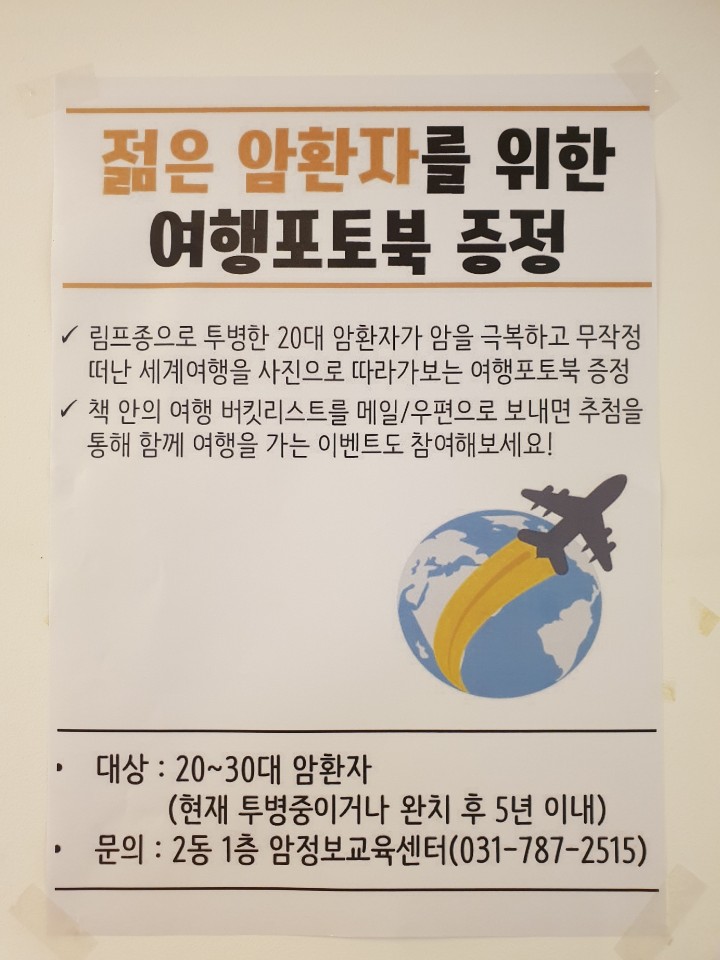 젊은 암환자를 위한
여행포토북 증정
✓ 림프종으로 투병한 20대 암환자가 암을 극복하고 무작정
떠난 세계여행을 사진으로 따라가보는 여행포토북 증정
✓ 책 안의 여행 버킷리스트를 메일/우편으로 보내면 추첨을
통해 함께 여행을 가는 이벤트도 참여해보세요!
• 대상 : 20~30대 암환자
(현재 투병중이거나 완치 후 5년 이내)
• 문의 : 2동 1층 암정보교육센터(031-787-2515)